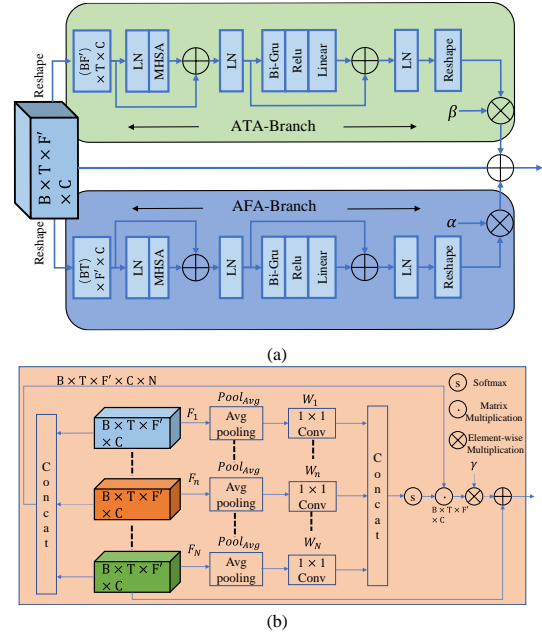 Reshape
(BF′)
× T × C
LN
MHSA
LN
Bi-Gru
Relu
Linear
LN
Reshape
β
ATA-Branch
B × T × F′
× C
AFA-Branch
α
Reshape
(BT)
× F′ × C
LN
MHSA
LN
Bi-Gru
Relu
Linear
LN
Reshape
(a)
B × T × F′ × C × N
Concat
B × T × F′
× C
F1
PoolAvg
Avg
pooling
W1
1 × 1
Conv
B × T × F′
× C
Fn
PoolAvg
Avg
pooling
Wn
1 × 1
Conv
B × T × F′
× C
FN
PoolAvg
Avg
pooling
WN
1 × 1
Conv
Concat
S
Softmax
Matrix
Multiplication
Element-wise
Multiplication
γ
S
B × T × F′
× C
(b)